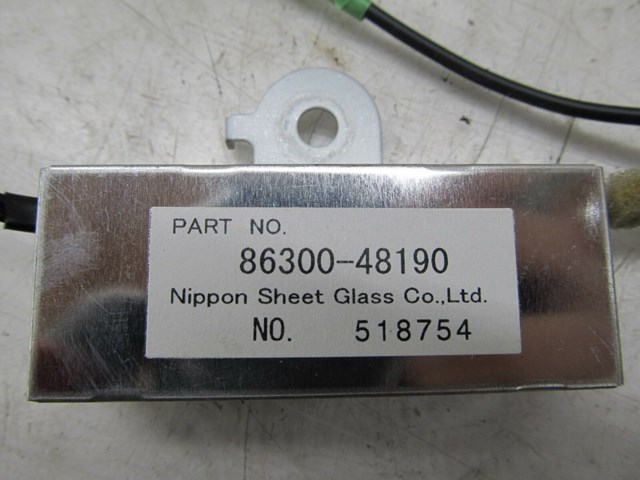 PART NO.
86300-48190
Nippon Sheet Glass Co.,Ltd.
NO. 518754